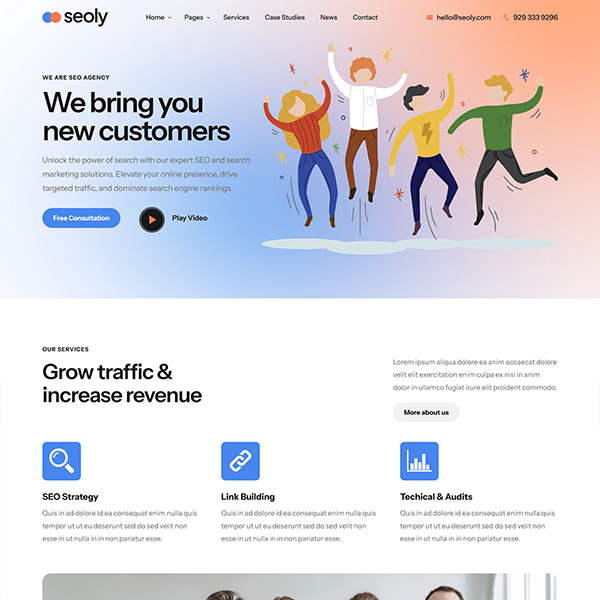 seoly
Home Pages Services Case Studies News Contact
hello@seoly.com 929 333 9296
WE ARE SEO AGENCY
We bring you
new customers
Unlock the power of search with our expert SEO and search
marketing solutions. Elevate your online presence, drive
targeted traffic, and dominate search engine rankings.
Free Consultation
Play Video
OUR SERVICES
Grow traffic &
increase revenue
Lorem ipsum aliqua dolore ea anim occaecat dolore
velit elit exercitation ullamco elit do nostrud dolore
dolor in ullamco fugiat irure elit proident commodo.
More about us
SEO Strategy
Quis in ad dolore id ea consequat enim nulla quis
tempor ut ut eu deserunt sed do sed velit non
esse in ut nulla in in non pariatur esse.
Link Building
Quis in ad dolore id ea consequat enim nulla quis
tempor ut ut eu deserunt sed do sed velit non
esse in ut nulla in in non pariatur esse.
Techical & Audits
Quis in ad dolore id ea consequat enim nulla quis
tempor ut ut eu deserunt sed do sed velit non
esse in ut nulla in in non pariatur esse.